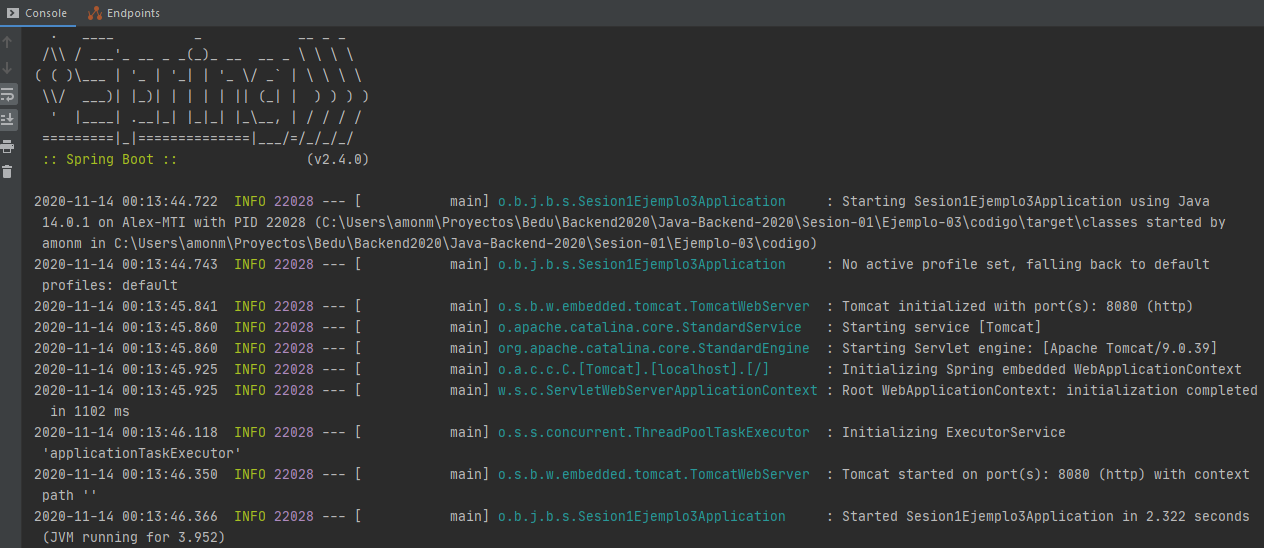 Console Endpoints
  .   ____          _            __ _ _
 /\\ / ___'_ __ _ _(_)_ __  __ _ \ \ \ \
( ( )\___ | '_ | '_| | '_ \/ _` | \ \ \ \
 \\/  ___)| |_)| | | | | || (_| |  ) ) ) )
  '  |____| .__|_| |_|_| |_\__, | / / / /
 =========|_|==============|___/=/_/_/_/
 :: Spring Boot ::                (v2.4.0)
2020-11-14 00:13:44.722  INFO 22028 --- [           main] o.b.j.b.s.Sesion1Ejemplo3Application     : Starting Sesion1Ejemplo3Application using Java
14.0.1 on Alex-MTI with PID 22028 (C:\Users\amonm\Proyectos\Bedu\Backend2020\Java-Backend-2020\Sesion-01\Ejemplo-03\codigo\target\classes started by
amonm in C:\Users\amonm\Proyectos\Bedu\Backend2020\Java-Backend-2020\Sesion-01\Ejemplo-03\codigo)
2020-11-14 00:13:44.743  INFO 22028 --- [           main] o.b.j.b.s.Sesion1Ejemplo3Application     : No active profile set, falling back to default
profiles: default
2020-11-14 00:13:45.841  INFO 22028 --- [           main] o.s.b.w.embedded.tomcat.TomcatWebServer  : Tomcat initialized with port(s): 8080 (http)
2020-11-14 00:13:45.860  INFO 22028 --- [           main] o.apache.catalina.core.StandardService   : Starting service [Tomcat]
2020-11-14 00:13:45.860  INFO 22028 --- [           main] org.apache.catalina.core.StandardEngine  : Starting Servlet engine: [Apache Tomcat/9.0.39]
2020-11-14 00:13:45.925  INFO 22028 --- [           main] o.a.c.c.C.[Tomcat].[localhost].[/]       : Initializing Spring embedded WebApplicationContext
2020-11-14 00:13:45.925  INFO 22028 --- [           main] w.s.c.ServletWebServerApplicationContext : Root WebApplicationContext: initialization completed
in 1102 ms
2020-11-14 00:13:46.118  INFO 22028 --- [           main] o.s.s.concurrent.ThreadPoolTaskExecutor  : Initializing ExecutorService
'applicationTaskExecutor'
2020-11-14 00:13:46.350  INFO 22028 --- [           main] o.s.b.w.embedded.tomcat.TomcatWebServer  : Tomcat started on port(s): 8080 (http) with context
path ''
2020-11-14 00:13:46.366  INFO 22028 --- [           main] o.b.j.b.s.Sesion1Ejemplo3Application     : Started Sesion1Ejemplo3Application in 2.322 seconds
(JVM running for 3.952)